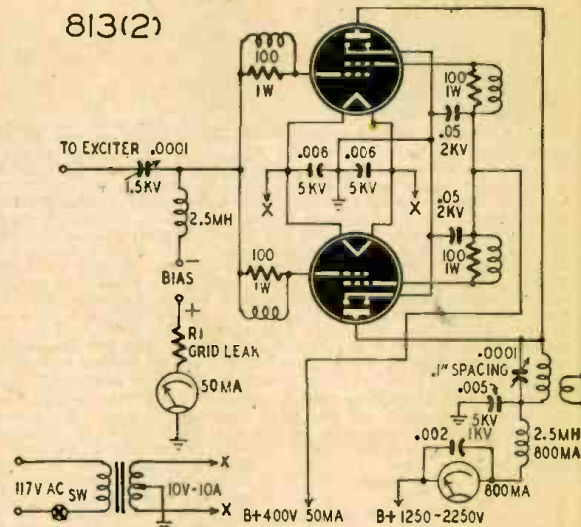 813(2)
100
1W
100
1W
.05
2KV
TO EXCITER
.0001
1.5KV
.006
5KV
.006
5KV
X
X
2.5MH
.05
2KV
100
1W
100
1W
−
BIAS
+
R1
GRID LEAK
50MA
.0001
.1" SPACING
.005
5KV
.002
1KV
2.5MH
800MA
800MA
117V AC
SW
10V-10A
X
X
B+400V 50MA
B+1250-2250V